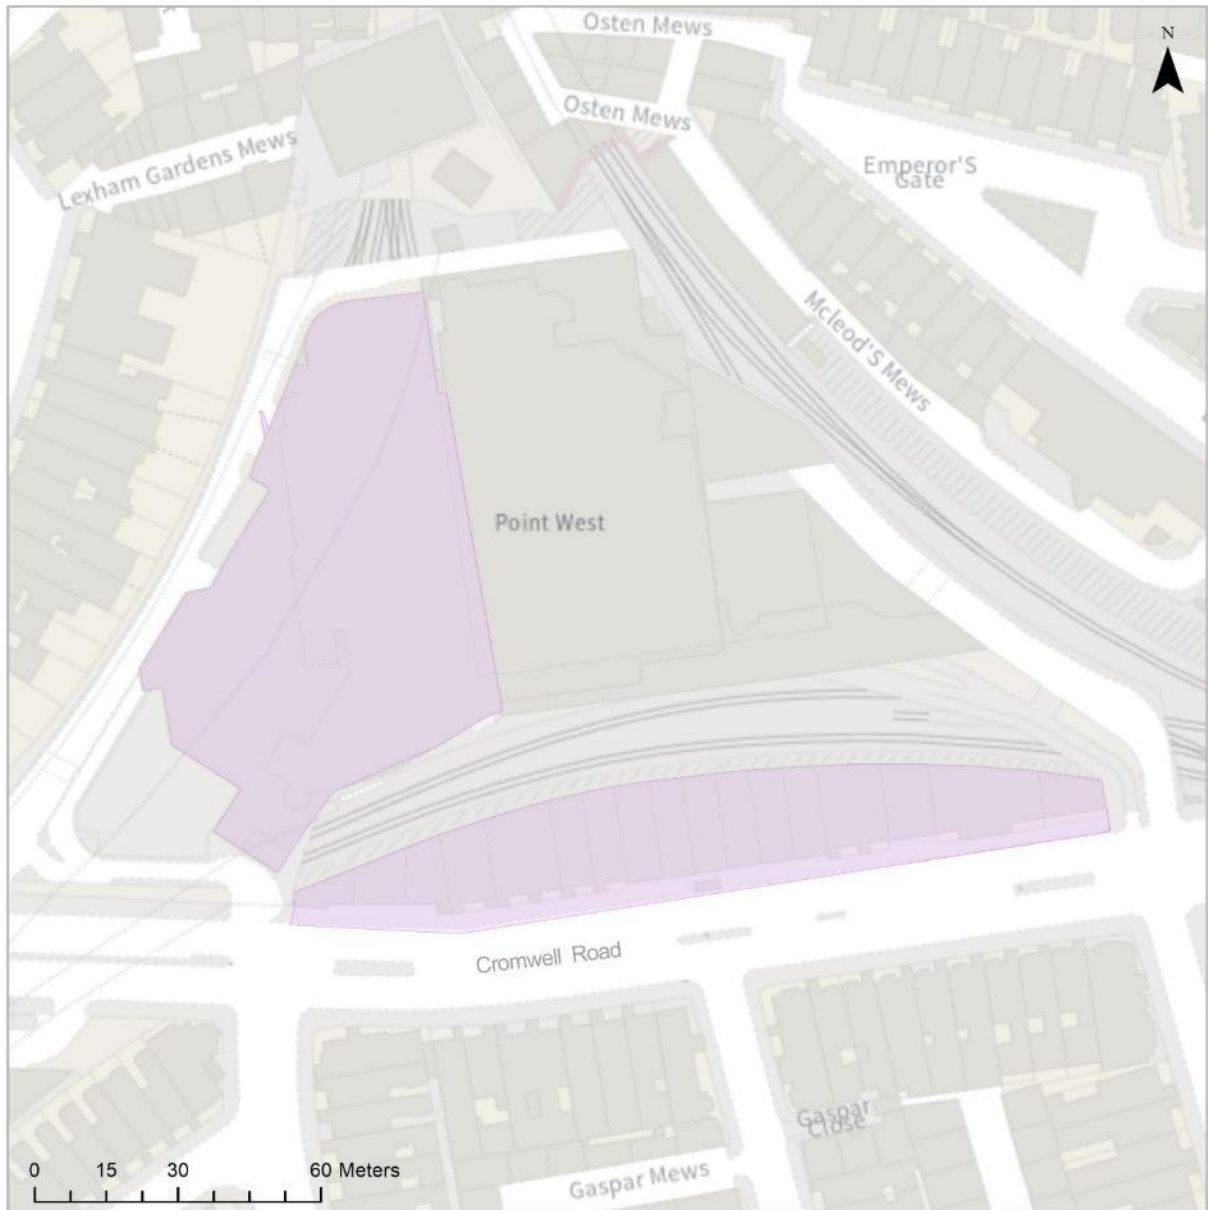 Osten Mews
N
Osten Mews
Lexham Gardens Mews
Emperor'S
Gate
Mcleod'S Mews
Point West
Cromwell Road
Gaspar
Close
Gaspar Mews
0 15 30 60 Meters